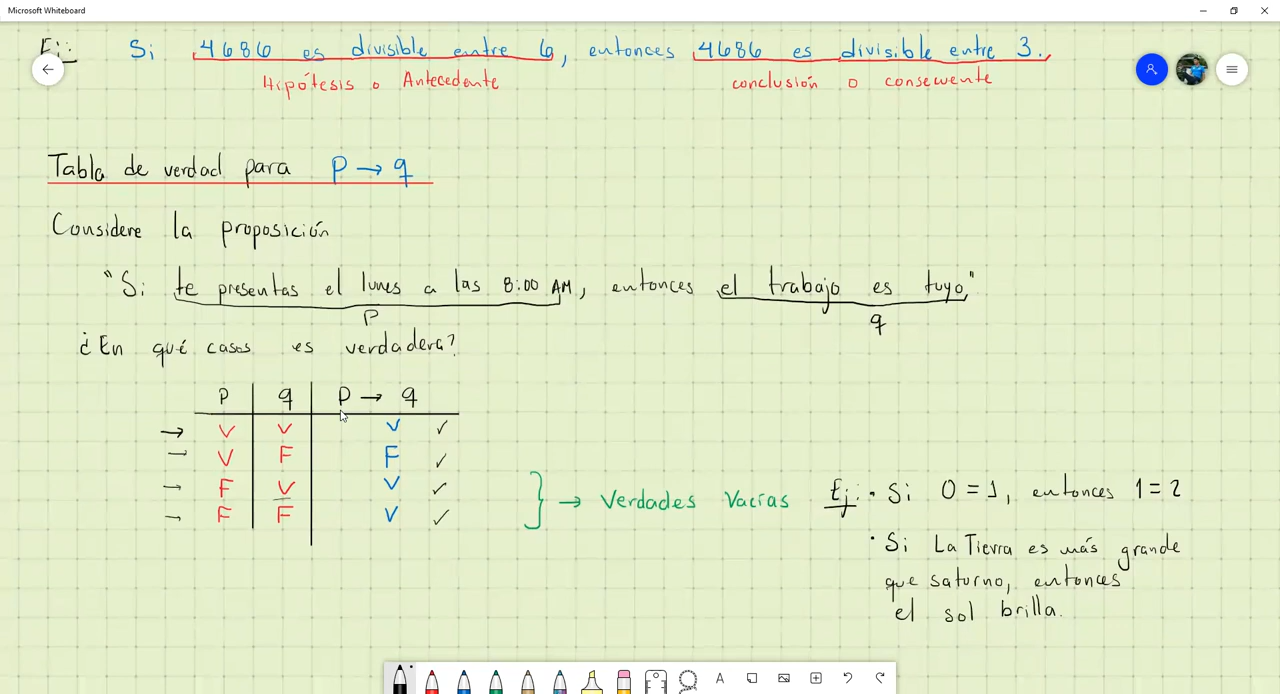 Microsoft Whiteboard
Ej: Si 4686 es divisible entre 6, entonces 4686 es divisible entre 3.
Hipótesis o Antecedente conclusión o consecuente
Tabla de verdad para P → q
Considere la proposición
"Si te presentas el lunes a las 8:00 AM, entonces el trabajo es tuyo"
P q
¿En qué casos es verdadera?
P q P → q
→ V V V ✓
→ V F F ✓
→ F V V ✓
→ F F V ✓
} → Verdades Vacías Ej: • Si 0 = 1, entonces 1 = 2
• Si La Tierra es más grande
que saturno, entonces
el sol brilla.
A